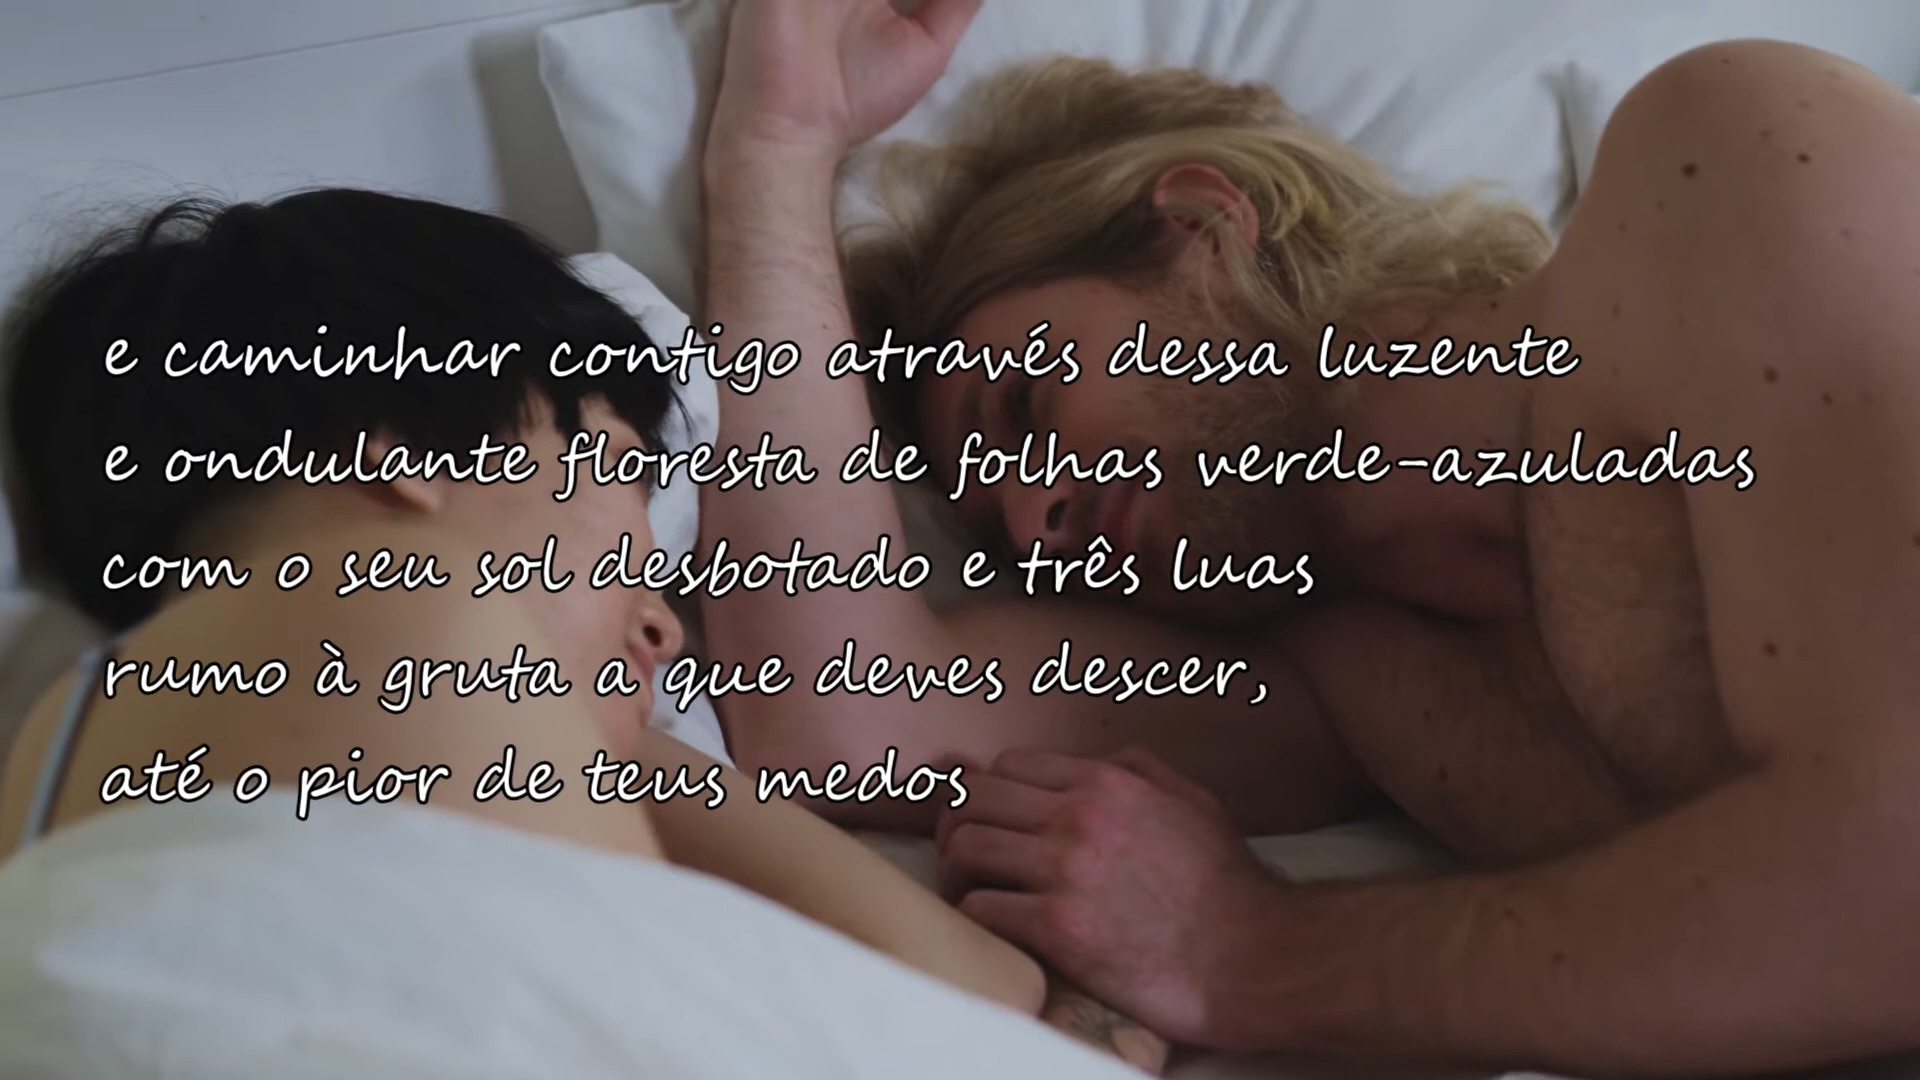 e caminhar contigo através dessa luzente
e ondulante floresta de folhas verde-azuladas
com o seu sol desbotado e três luas
rumo à gruta a que deves descer,
até o pior de teus medos